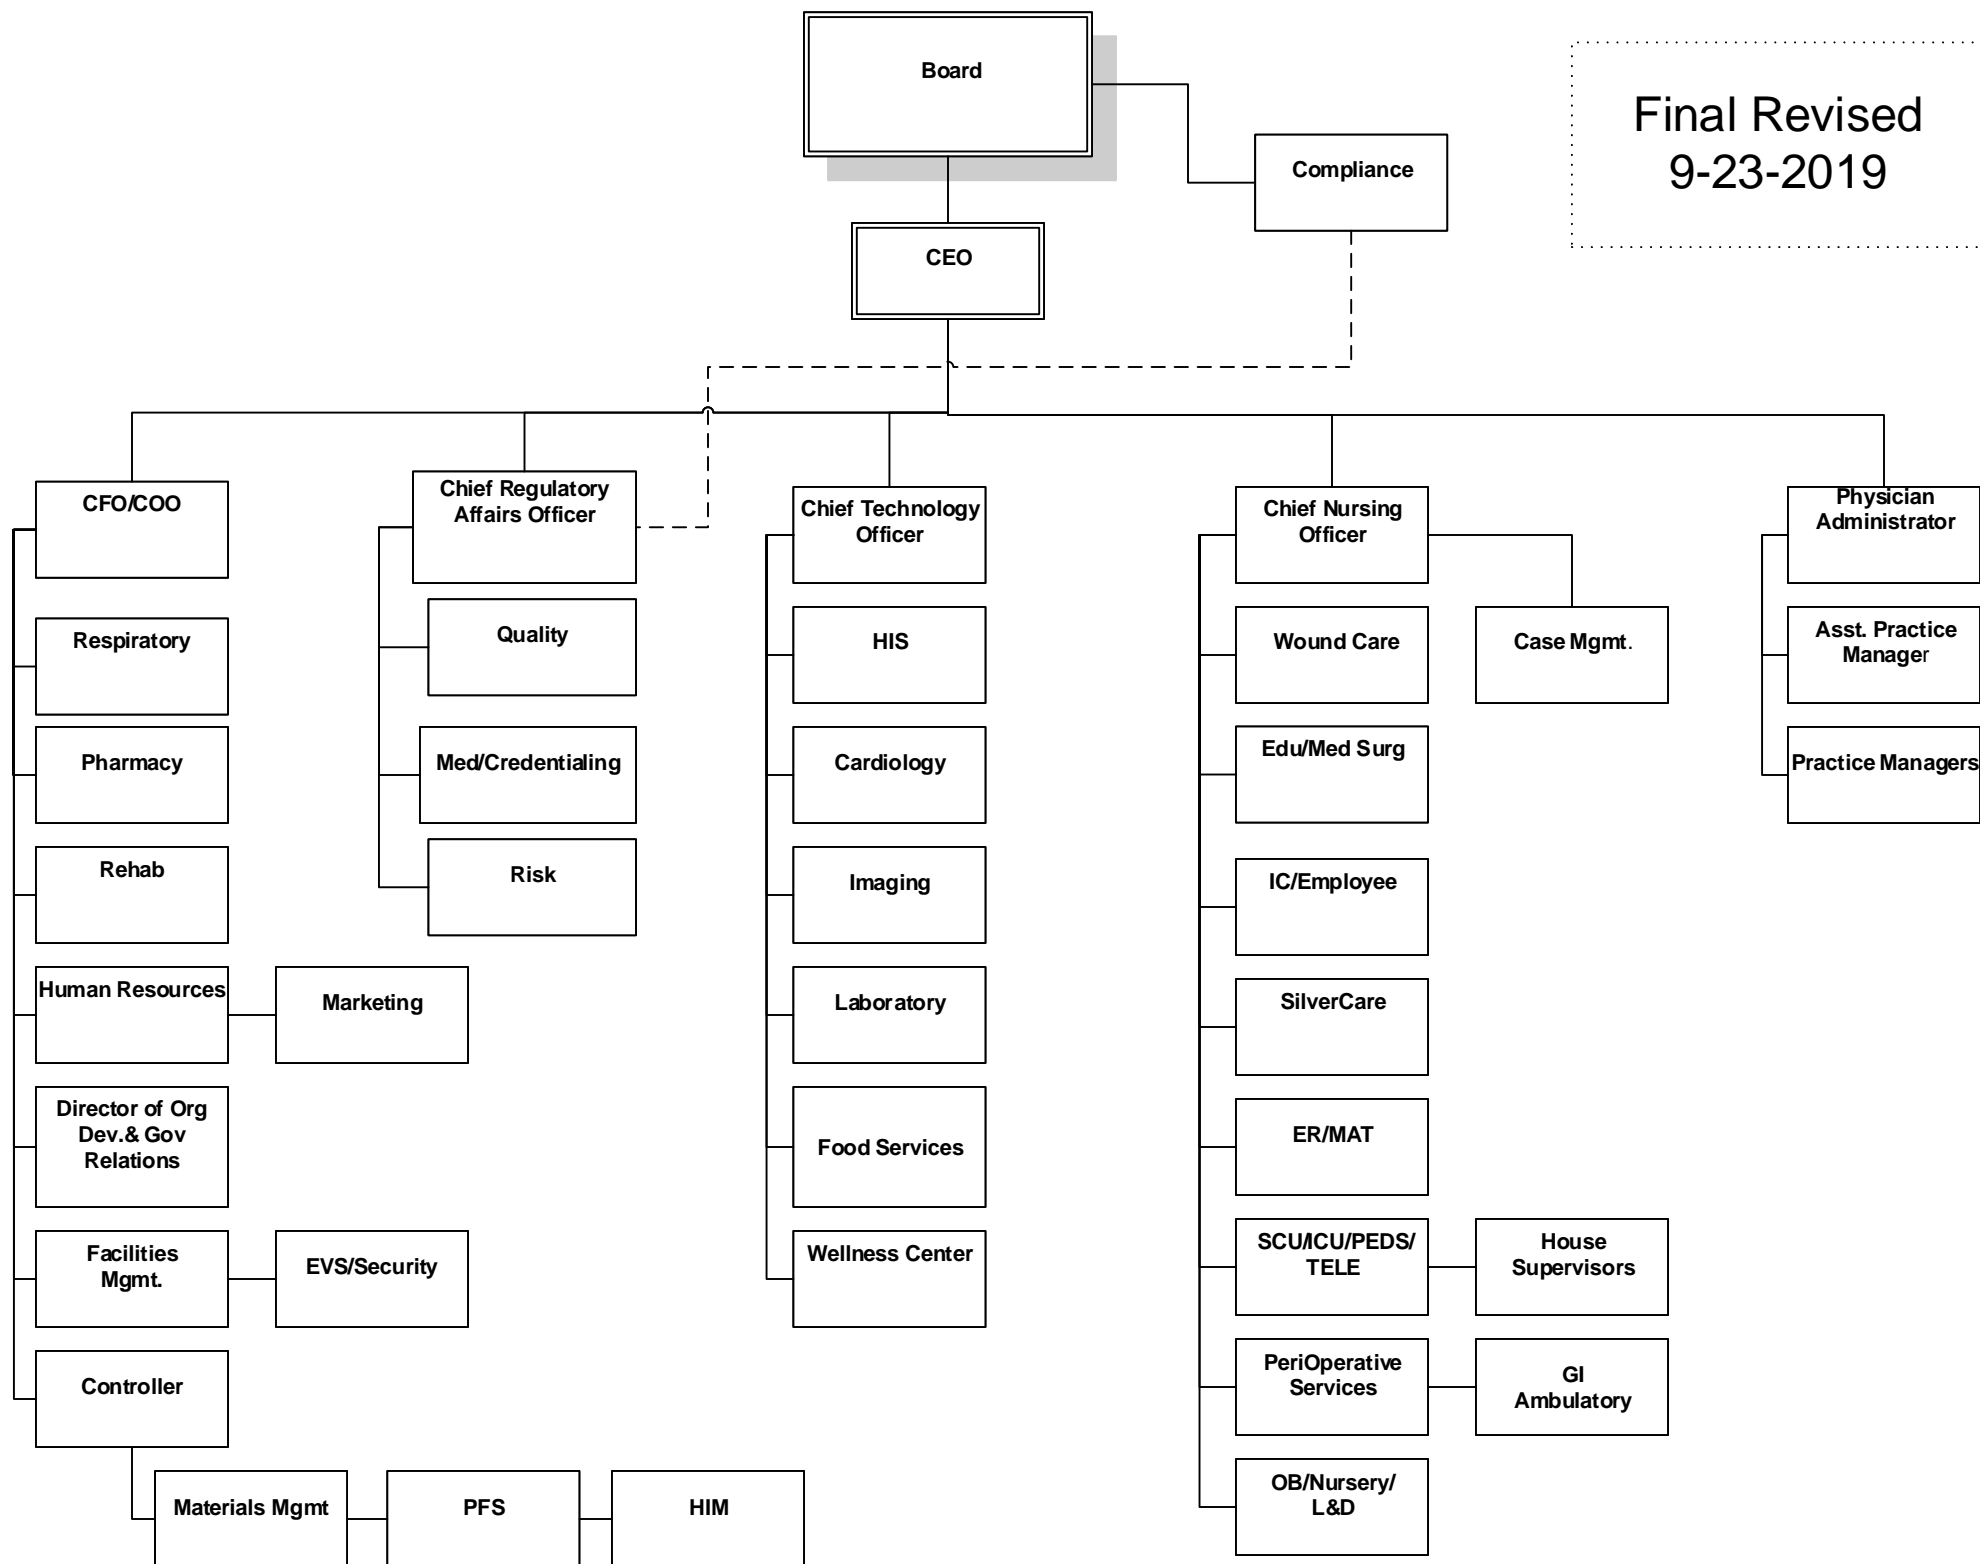 Board
Final Revised
9-23-2019
Compliance
CEO
CFO/COO
Chief Regulatory
Affairs Officer
Chief Technology
Officer
Chief Nursing
Officer
Physician
Administrator
Respiratory
Quality
HIS
Wound Care
Case Mgmt.
Asst. Practice
Manager
Pharmacy
Med/Credentialing
Cardiology
Edu/Med Surg
Practice Managers
Rehab
Risk
Imaging
IC/Employee
Human Resources
Marketing
Laboratory
SilverCare
Director of Org
Dev.& Gov
Relations
Food Services
ER/MAT
Facilities
Mgmt.
EVS/Security
Wellness Center
SCU/ICU/PEDS/
TELE
House
Supervisors
Controller
PeriOperative
Services
GI
Ambulatory
Materials Mgmt
PFS
HIM
OB/Nursery/
L&D